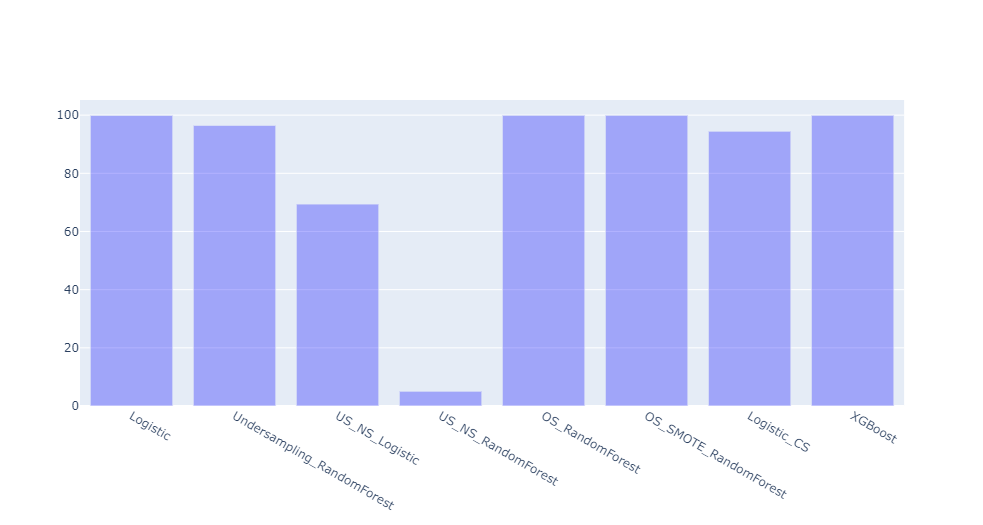 100
80
60
40
20
0
Logistic
Undersampling_RandomForest
US_NS_Logistic
US_NS_RandomForest
OS_RandomForest
OS_SMOTE_RandomForest
Logistic_CS
XGBoost